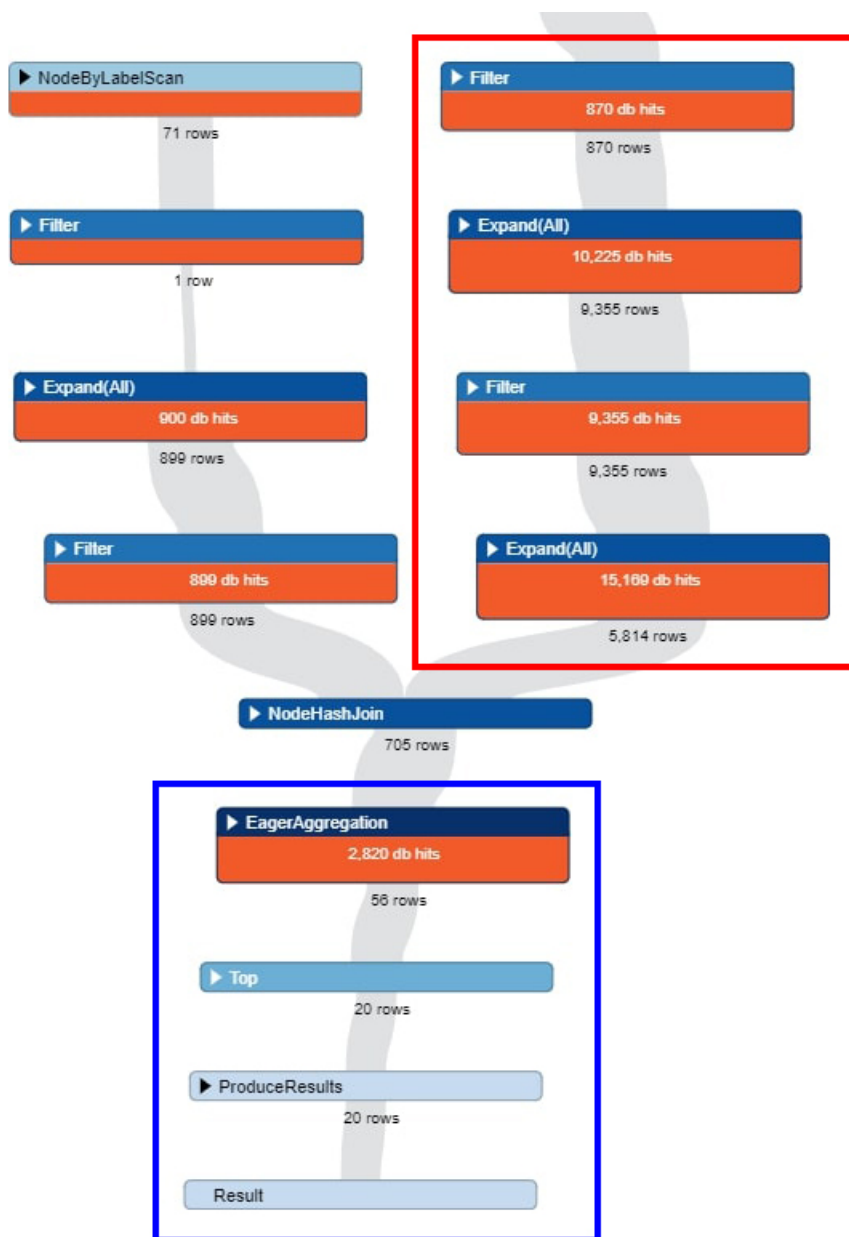 NodeByLabelScan
71 rows
Filter
1 row
Expand(All)
900 db hits
899 rows
Filter
899 db hits
899 rows
Filter
870 db hits
870 rows
Expand(All)
10,225 db hits
9,355 rows
Filter
9,355 db hits
9,355 rows
Expand(All)
15,169 db hits
5,814 rows
NodeHashJoin
705 rows
EagerAggregation
2,820 db hits
56 rows
Top
20 rows
ProduceResults
20 rows
Result